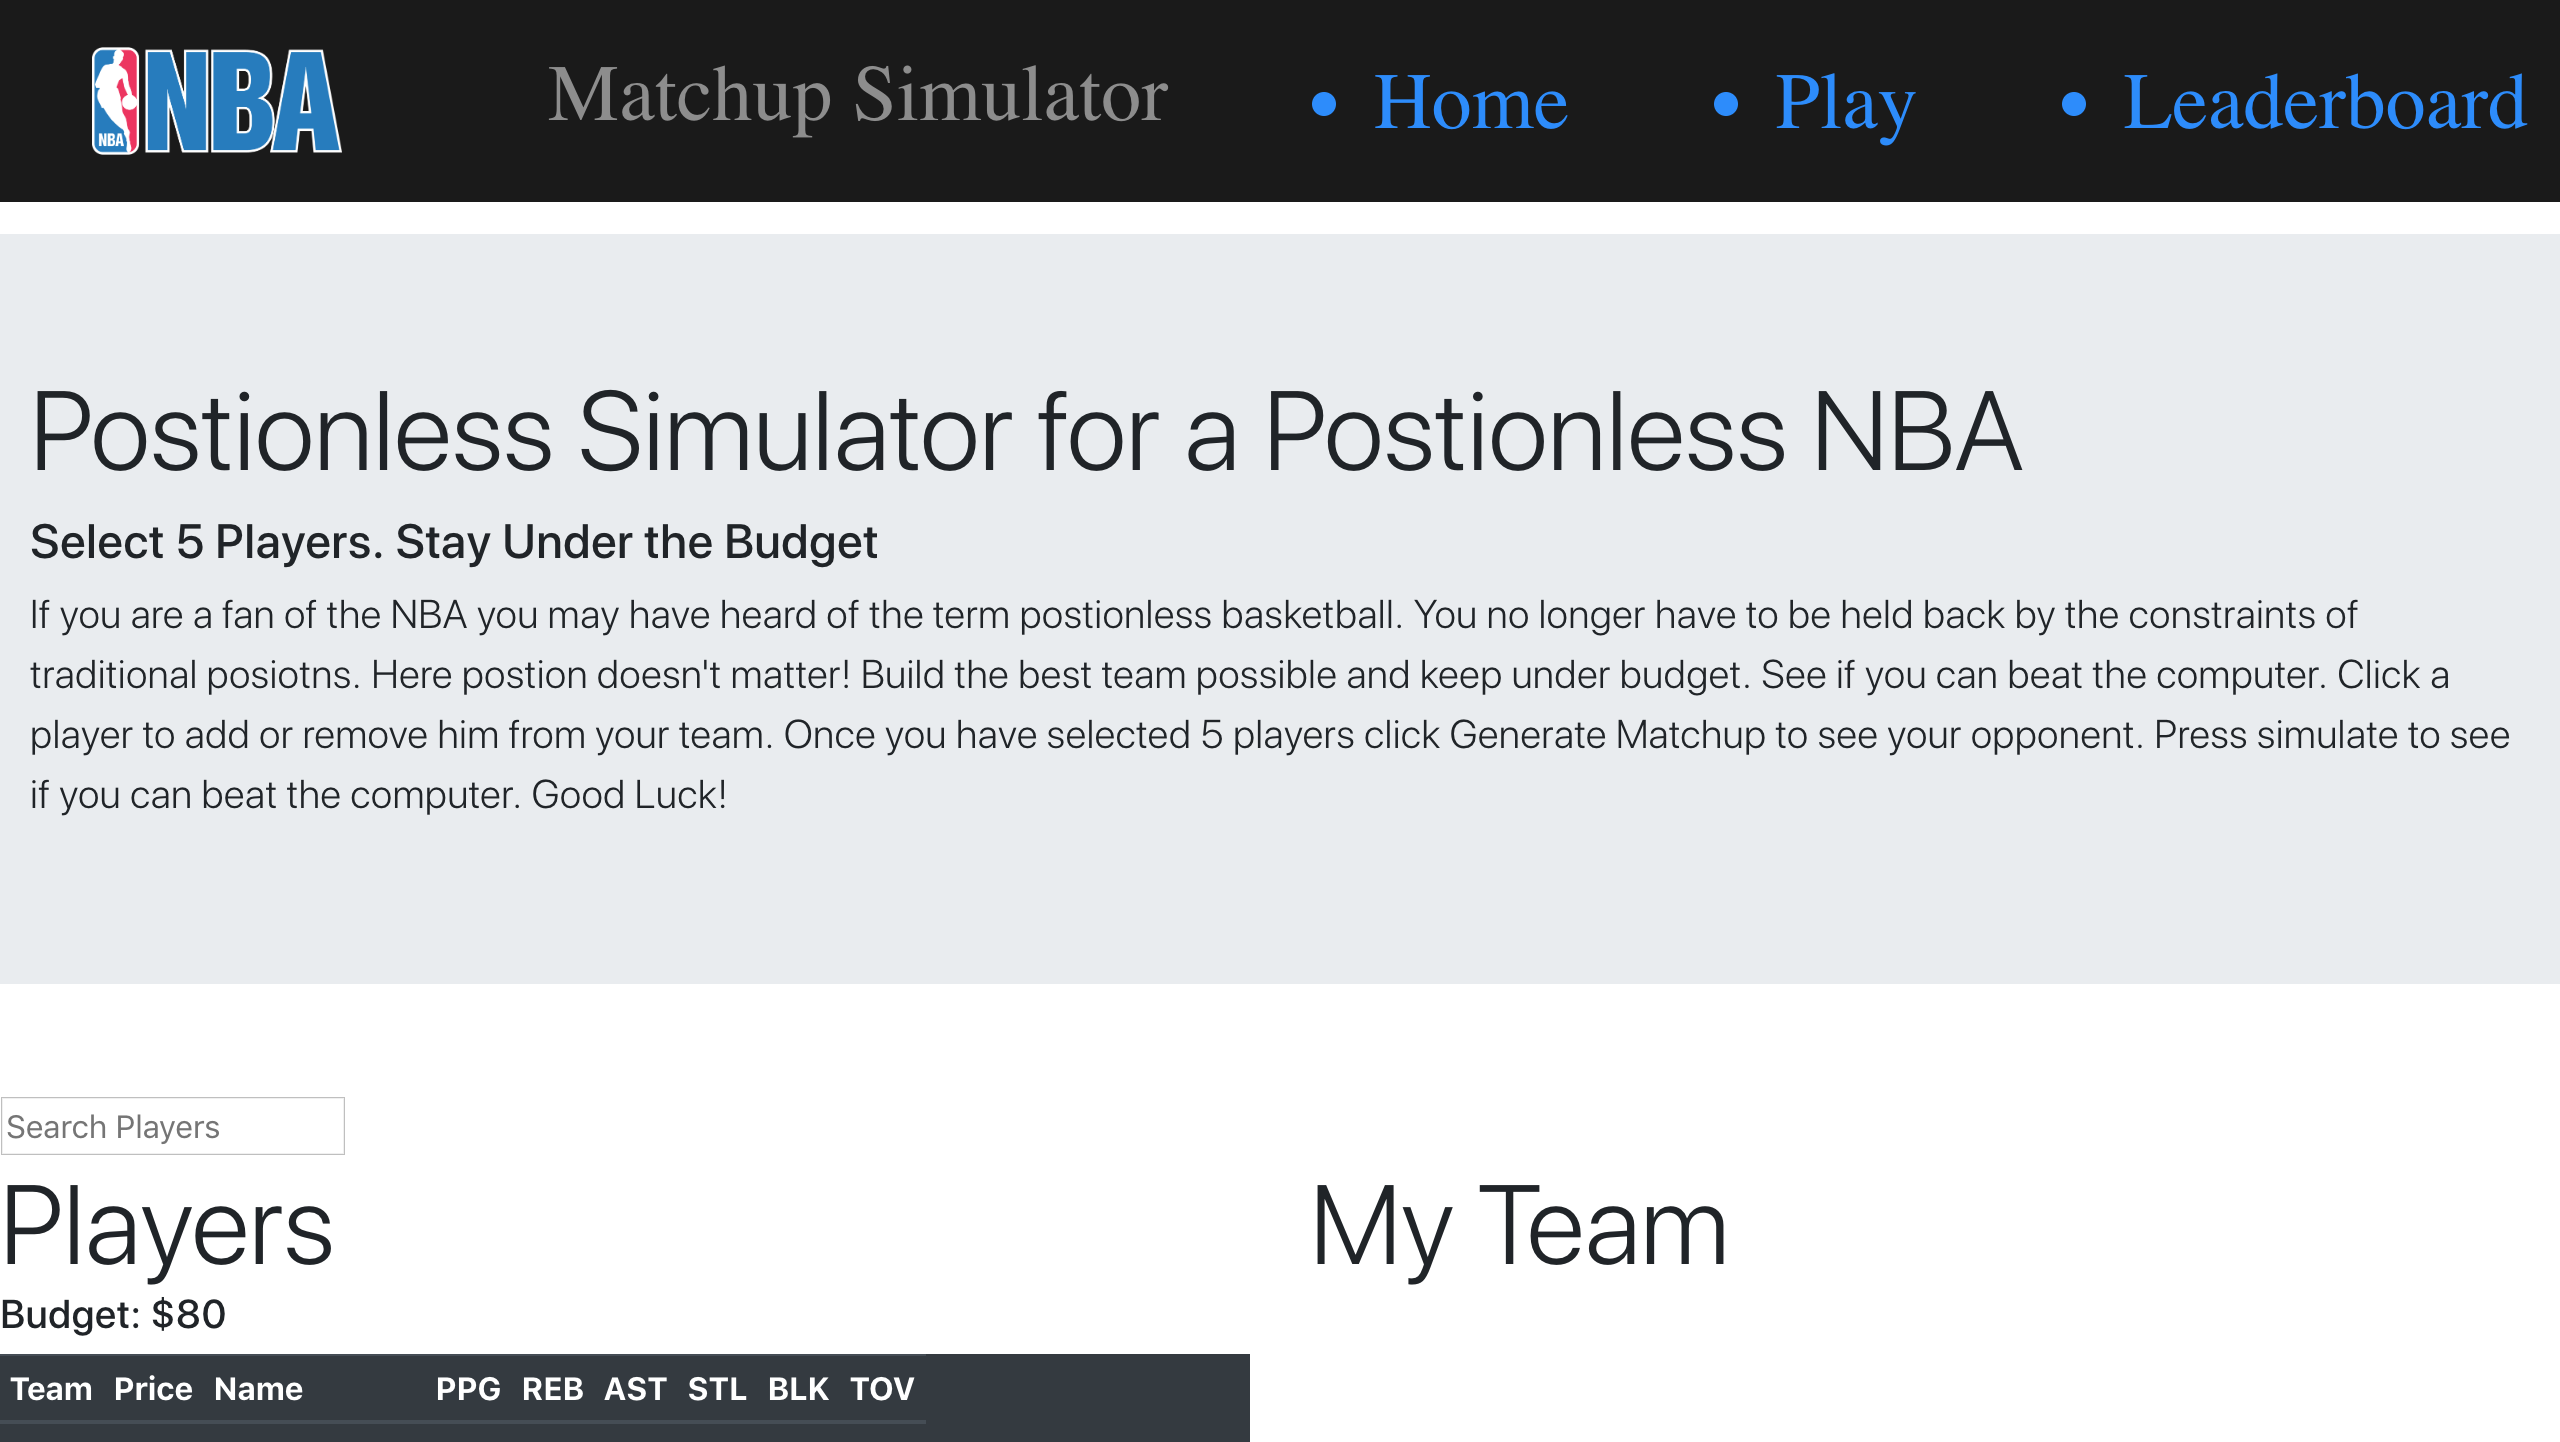 NBA NBA
Matchup Simulator
• Home • Play • Leaderboard
Postionless Simulator for a Postionless NBA
Select 5 Players. Stay Under the Budget
If you are a fan of the NBA you may have heard of the term postionless basketball. You no longer have to be held back by the constraints of
traditional posiotns. Here postion doesn't matter! Build the best team possible and keep under budget. See if you can beat the computer. Click a
player to add or remove him from your team. Once you have selected 5 players click Generate Matchup to see your opponent. Press simulate to see
if you can beat the computer. Good Luck!
Search Players
Players
Budget: $80
Team Price Name PPG REB AST STL BLK TOV
My Team